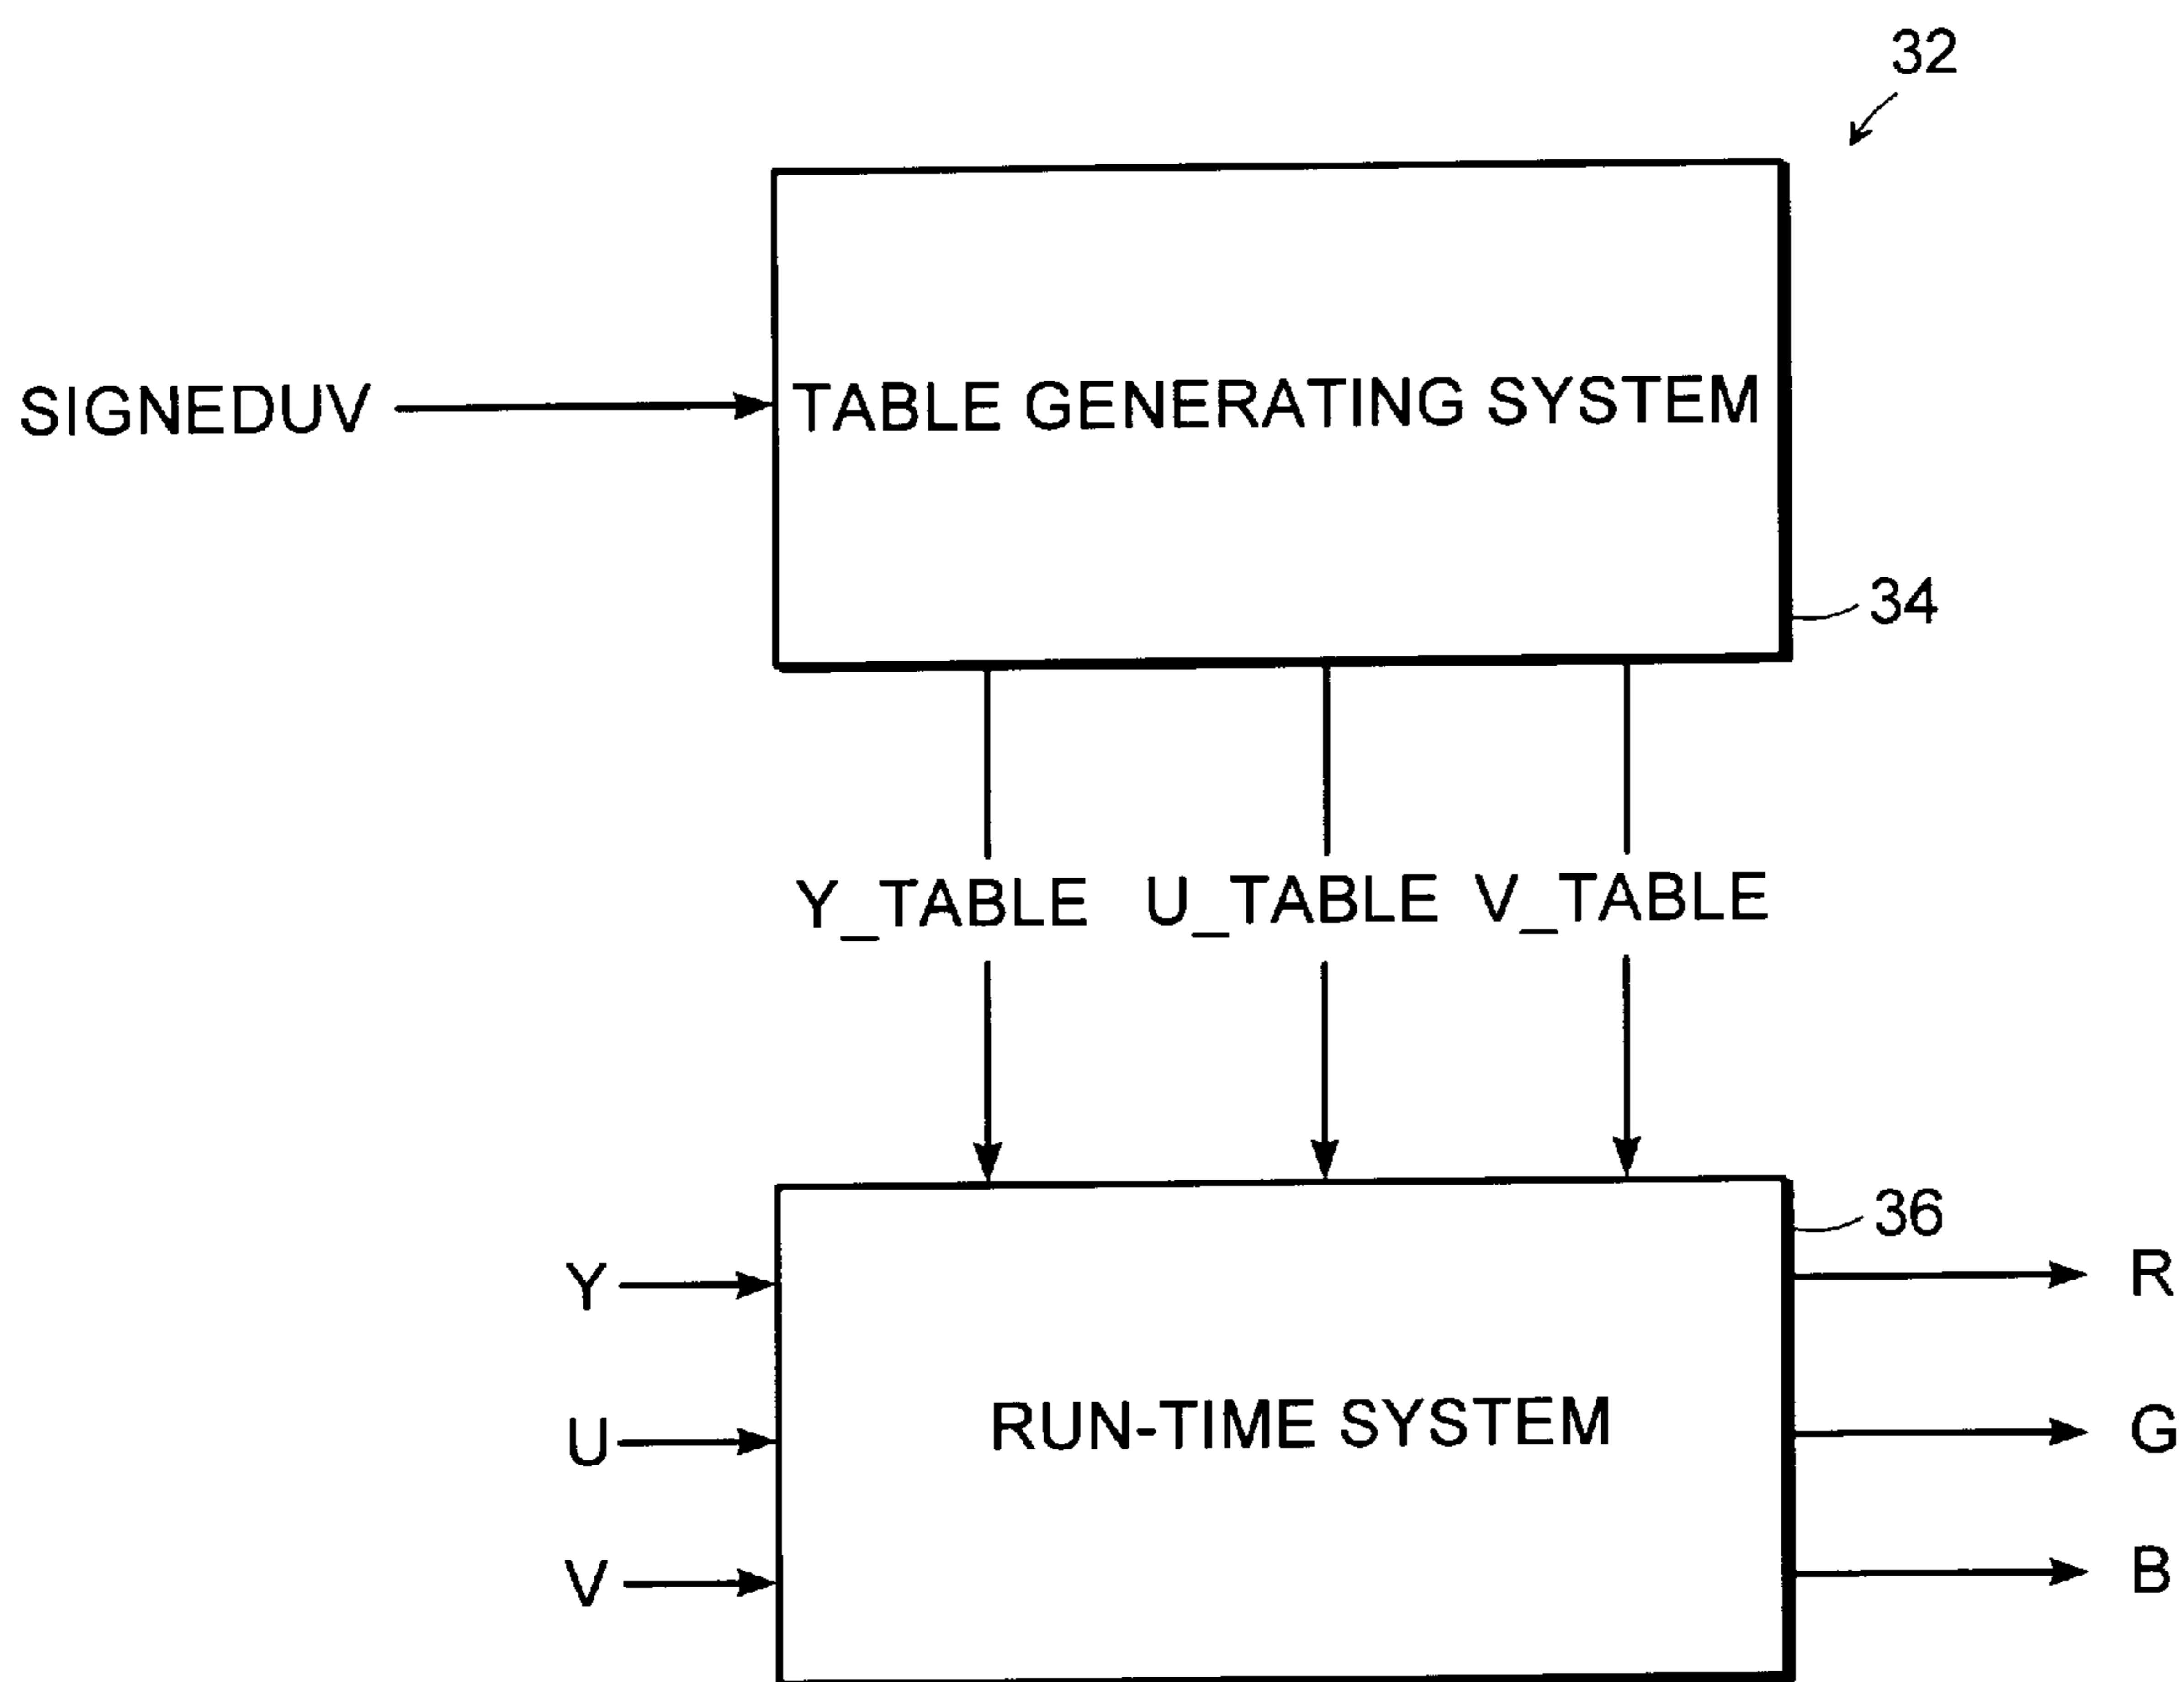 32
SIGNEDUV
TABLE GENERATING SYSTEM
34
Y_TABLE U_TABLE V_TABLE
36
Y
R
RUN-TIME SYSTEM
U
G
V
B